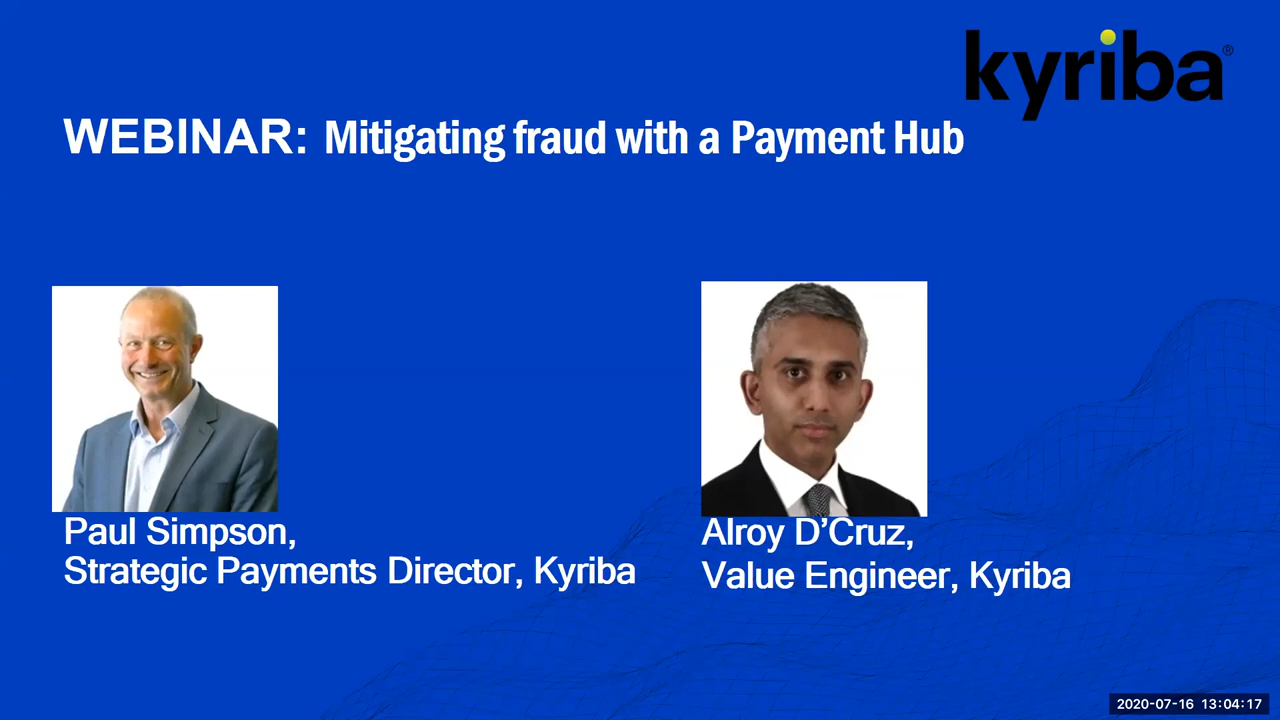 kyriba®
WEBINAR: Mitigating fraud with a Payment Hub
Paul Simpson,
Strategic Payments Director, Kyriba
Alroy D’Cruz,
Value Engineer, Kyriba
2020-07-16 13:04:17